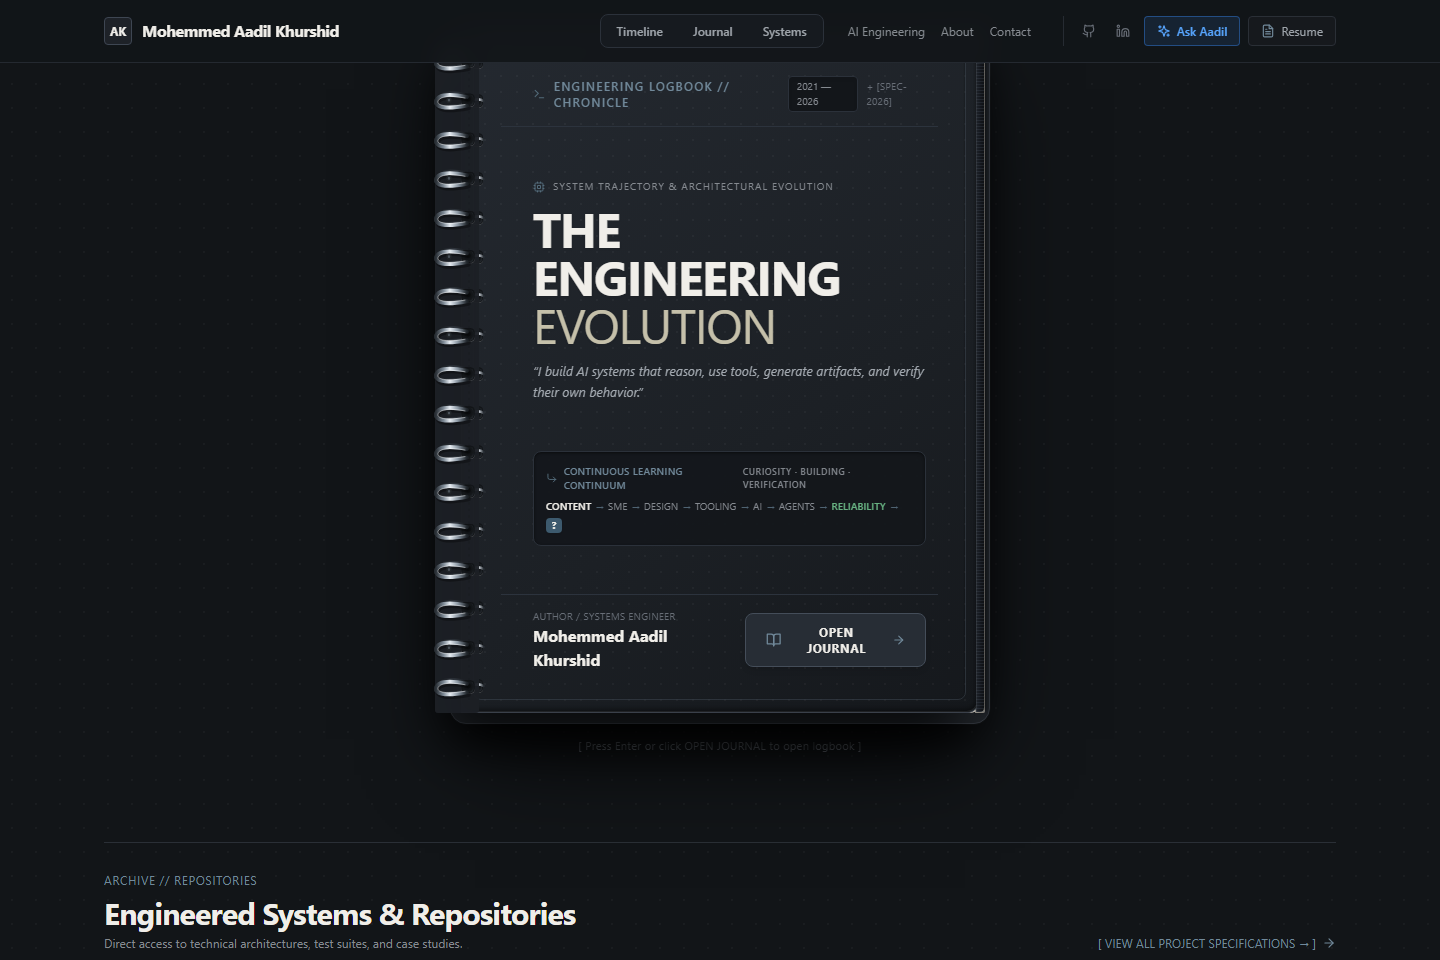 AK Mohemmed Aadil Khurshid Timeline Journal Systems AI Engineering About Contact Ask Aadil Resume
ENGINEERING LOGBOOK //
CHRONICLE
2021 —
2026
+ [SPEC-
2026]
SYSTEM TRAJECTORY & ARCHITECTURAL EVOLUTION
THE
ENGINEERING
EVOLUTION
“I build AI systems that reason, use tools, generate artifacts, and verify
their own behavior.”
CONTINUOUS LEARNING
CONTINUUM
CURIOSITY · BUILDING ·
VERIFICATION
CONTENT → SME → DESIGN → TOOLING → AI → AGENTS → RELIABILITY →
?
AUTHOR / SYSTEMS ENGINEER
Mohemmed Aadil
Khurshid
OPEN
JOURNAL
[ Press Enter or click OPEN JOURNAL to open logbook ]
ARCHIVE // REPOSITORIES
Engineered Systems & Repositories
Direct access to technical architectures, test suites, and case studies.
[ VIEW ALL PROJECT SPECIFICATIONS → ] →